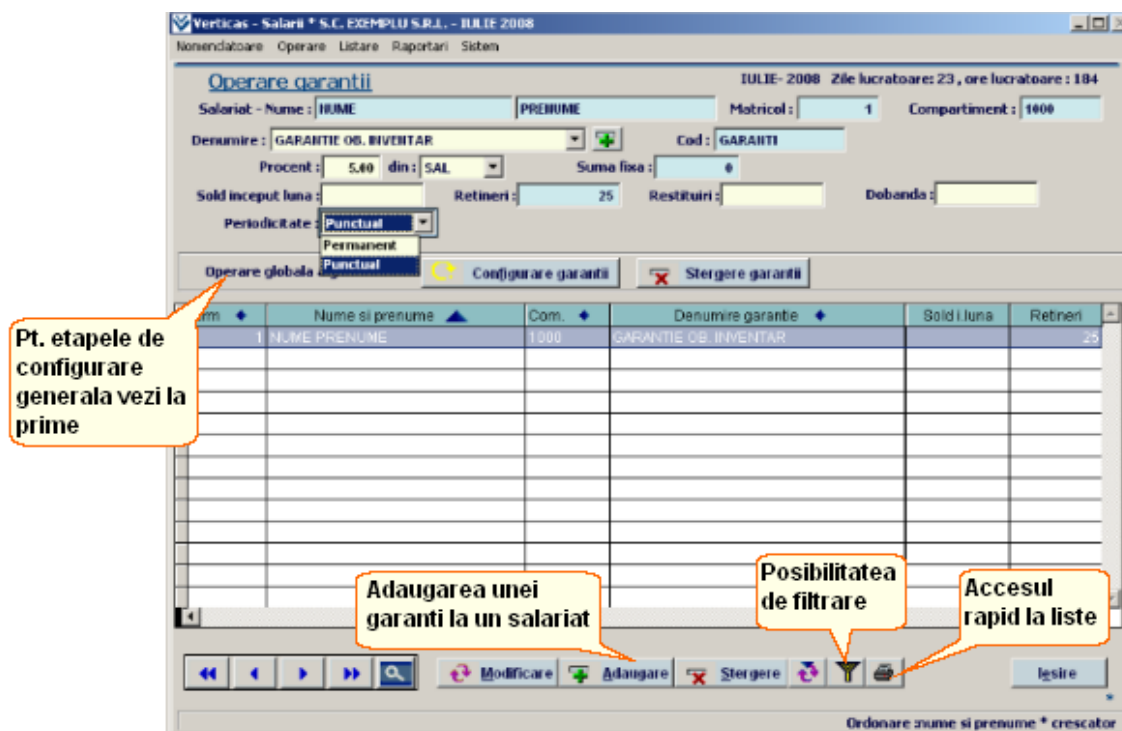 Verticas - Salarii * S.C. EXEMPLU S.R.L. - IULIE 2008
Nomenclatoare Operare Listare Raportari Sistem
Operare garantii IULIE- 2008 Zile lucratoare: 23 , ore lucratoare : 184
Salariat - Nume : NUME PRENUME Matricol : 1 Compartiment : 1000
Denumire : GARANTIE OB. INVENTAR Cod : GARANTI
Procent : 5.00 din : SAL Suma fixa : 0
Sold inceput luna : Retineri : 25 Restituiri : Dobanda :
Periodicitate : Punctual
Permanent
Punctual
Operare globala Configurare garantii Stergere garantii
Nume si prenume Com. Denumire garantie Sold i.luna Retineri
1 NUME PRENUME 1000 GARANTIE OB. INVENTAR 25
Pt. etapele de
configurare
generala vezi la
prime
Adaugarea unei
garanti la un salariat
Posibilitatea
de filtrare
Accesul
rapid la liste
Modificare Adaugare Stergere Iesire
*
Ordonare :nume si prenume * crescator